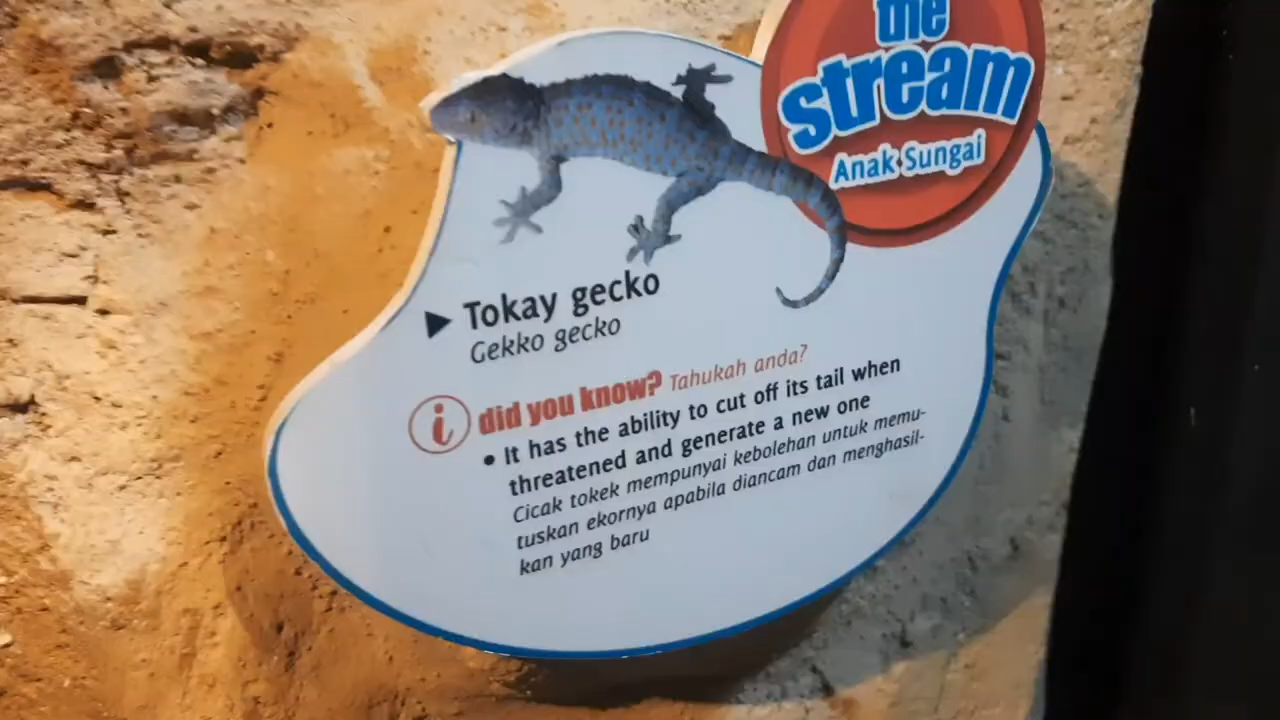 the
stream
Anak Sungai
Tokay gecko
Gekko gecko
i did you know? Tahukah anda?
• It has the ability to cut off its tail when
threatened and generate a new one
Cicak tokek mempunyai kebolehan untuk memu-
tuskan ekornya apabila diancam dan menghasil-
kan yang baru